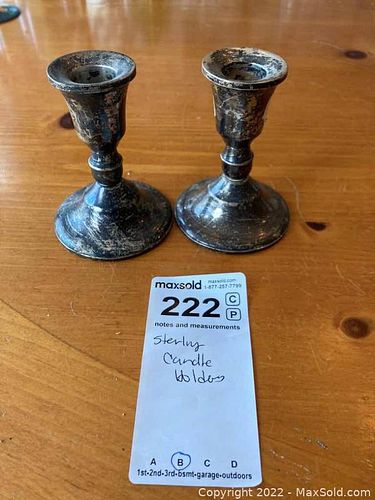 maxsold maxsold.com
1-877-257-7799
222 C
P
notes and measurements
Sterling
Candle
Holders
A B C D
1st-2nd-3rd-bsmt-garage-outdoors
Copyright 2022 - MaxSold.com